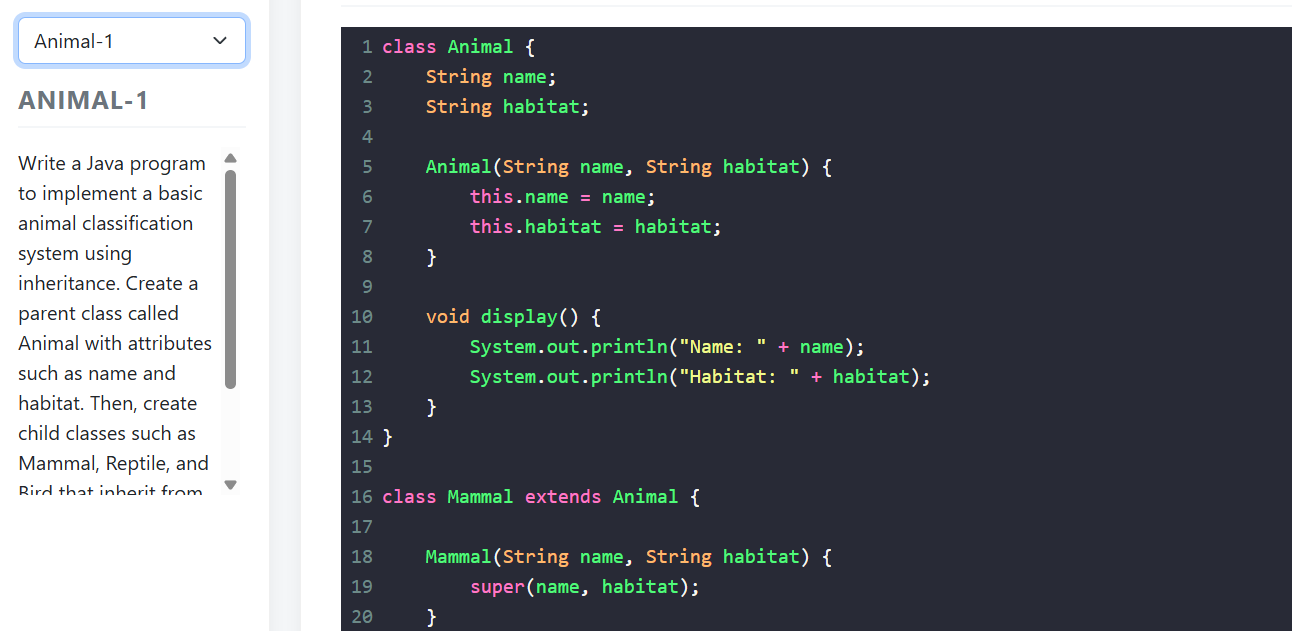 Animal-1
ANIMAL-1
Write a Java program
to implement a basic
animal classification
system using
inheritance. Create a
parent class called
Animal with attributes
such as name and
habitat. Then, create
child classes such as
Mammal, Reptile, and
Bird that inherit from
1 class Animal {
2     String name;
3     String habitat;
4
5     Animal(String name, String habitat) {
6         this.name = name;
7         this.habitat = habitat;
8     }
9
10     void display() {
11         System.out.println("Name: " + name);
12         System.out.println("Habitat: " + habitat);
13     }
14 }
15
16 class Mammal extends Animal {
17
18     Mammal(String name, String habitat) {
19         super(name, habitat);
20     }